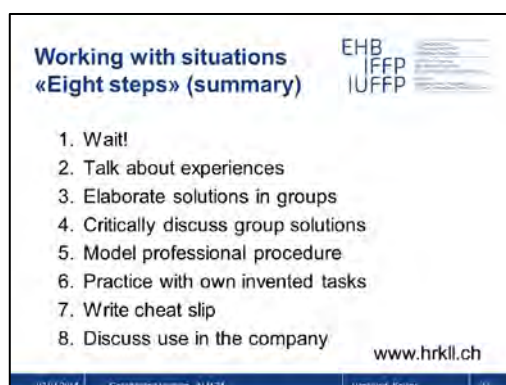 Working with situations
«Eight steps» (summary)
EHB
IFFP
IUFFP
1. Wait!
2. Talk about experiences
3. Elaborate solutions in groups
4. Critically discuss group solutions
5. Model professional procedure
6. Practice with own invented tasks
7. Write cheat slip
8. Discuss use in the company
www.hrkll.ch